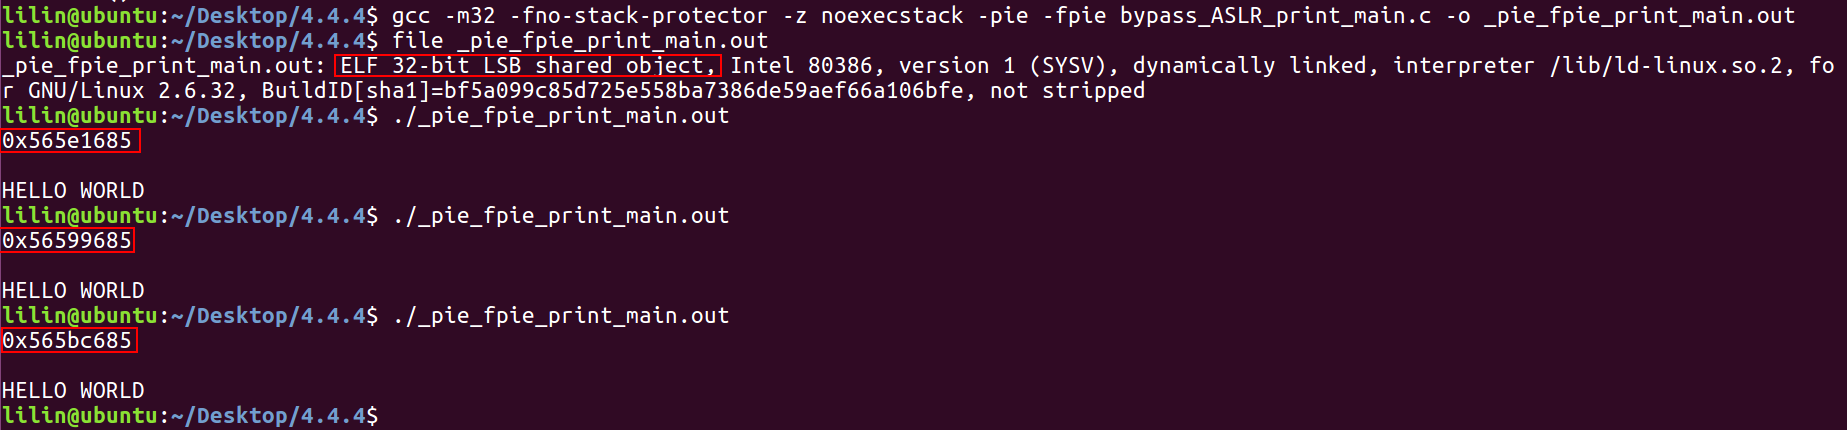 lilin@ubuntu:~/Desktop/4.4.4$ gcc -m32 -fno-stack-protector -z noexecstack -pie -fpie bypass_ASLR_print_main.c -o _pie_fpie_print_main.out
lilin@ubuntu:~/Desktop/4.4.4$ file _pie_fpie_print_main.out
_pie_fpie_print_main.out: ELF 32-bit LSB shared object, Intel 80386, version 1 (SYSV), dynamically linked, interpreter /lib/ld-linux.so.2, fo
r GNU/Linux 2.6.32, BuildID[sha1]=bf5a099c85d725e558ba7386de59aef66a106bfe, not stripped
lilin@ubuntu:~/Desktop/4.4.4$ ./_pie_fpie_print_main.out
0x565e1685
HELLO WORLD
lilin@ubuntu:~/Desktop/4.4.4$ ./_pie_fpie_print_main.out
0x56599685
HELLO WORLD
lilin@ubuntu:~/Desktop/4.4.4$ ./_pie_fpie_print_main.out
0x565bc685
HELLO WORLD
lilin@ubuntu:~/Desktop/4.4.4$